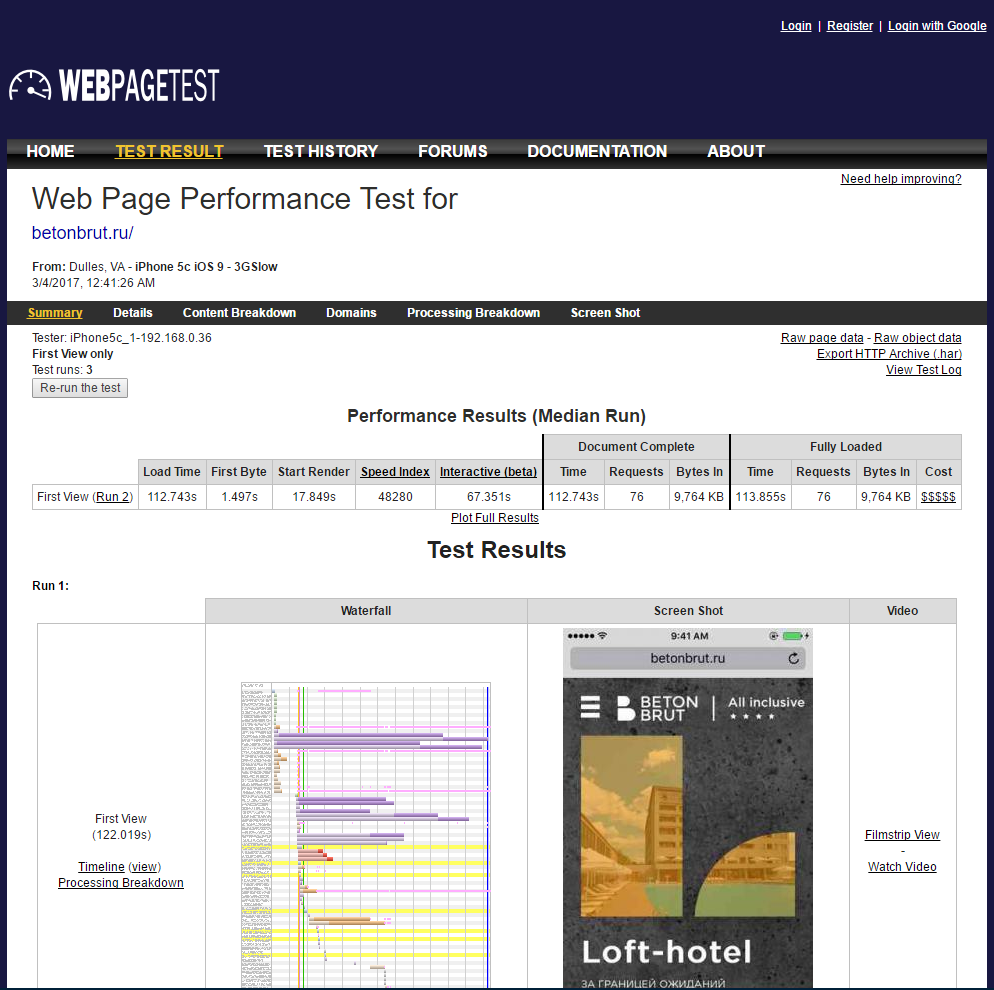 Login | Register | Login with Google
WEBPAGETEST
HOME TEST RESULT TEST HISTORY FORUMS DOCUMENTATION ABOUT
Need help improving?
Web Page Performance Test for
betonbrut.ru/
From: Dulles, VA - iPhone 5c iOS 9 - 3GSlow
3/4/2017, 12:41:26 AM
Summary Details Content Breakdown Domains Processing Breakdown Screen Shot
Tester: iPhone5c_1-192.168.0.36
Raw page data - Raw object data
First View only
Export HTTP Archive (.har)
Test runs: 3
View Test Log
Re-run the test
Performance Results (Median Run)
Document Complete Fully Loaded
Load Time First Byte Start Render Speed Index Interactive (beta) Time Requests Bytes In Time Requests Bytes In Cost
First View (Run 2) 112.743s 1.497s 17.849s 48280 67.351s 112.743s 76 9,764 KB 113.855s 76 9,764 KB $$$$$
Plot Full Results
Test Results
Run 1:
Waterfall Screen Shot Video
9:41 AM
betonbrut.ru
BETON BRUT
All inclusive
First View
(122.019s)
Timeline (view)
Processing Breakdown
Filmstrip View
-
Watch Video
Loft-hotel
ЗА ГРАНИЦЕЙ ОЖИДАНИЙ